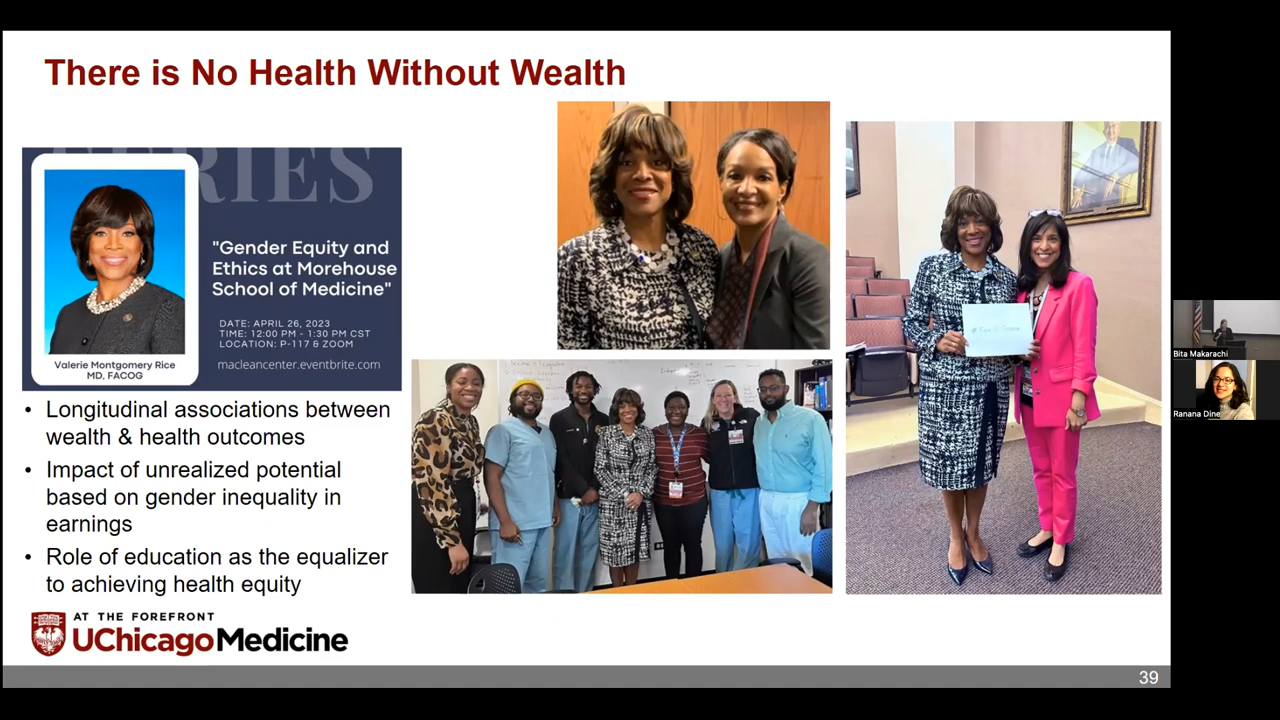 There is No Health Without Wealth
ERIES
"Gender Equity and
Ethics at Morehouse
School of Medicine"
DATE: APRIL 26, 2023
TIME: 12:00 PM - 1:30 PM CST
LOCATION: P-117 & ZOOM
macleancenter.eventbrite.com
Valerie Montgomery Rice
MD, FACOG
• Longitudinal associations between
wealth & health outcomes
• Impact of unrealized potential
based on gender inequality in
earnings
• Role of education as the equalizer
to achieving health equity
AT THE FOREFRONT
UChicago Medicine
39
Bita Makarachi
Ranana Dine